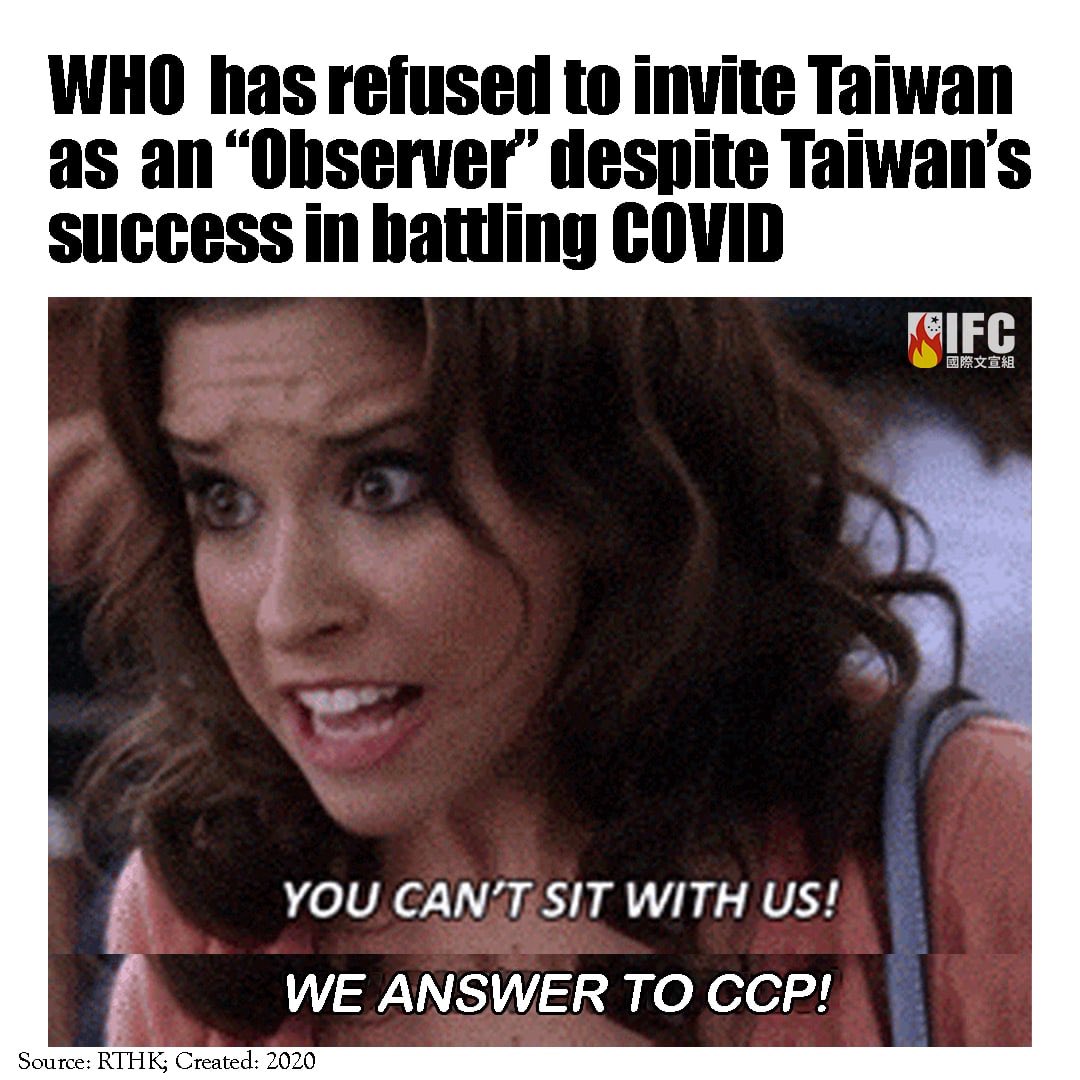 WHO has refused to invite Taiwan
as an “Observer” despite Taiwan’s
success in battling COVID
IFC
國際文宣組
YOU CAN’T SIT WITH US!
WE ANSWER TO CCP!
Source: RTHK; Created: 2020